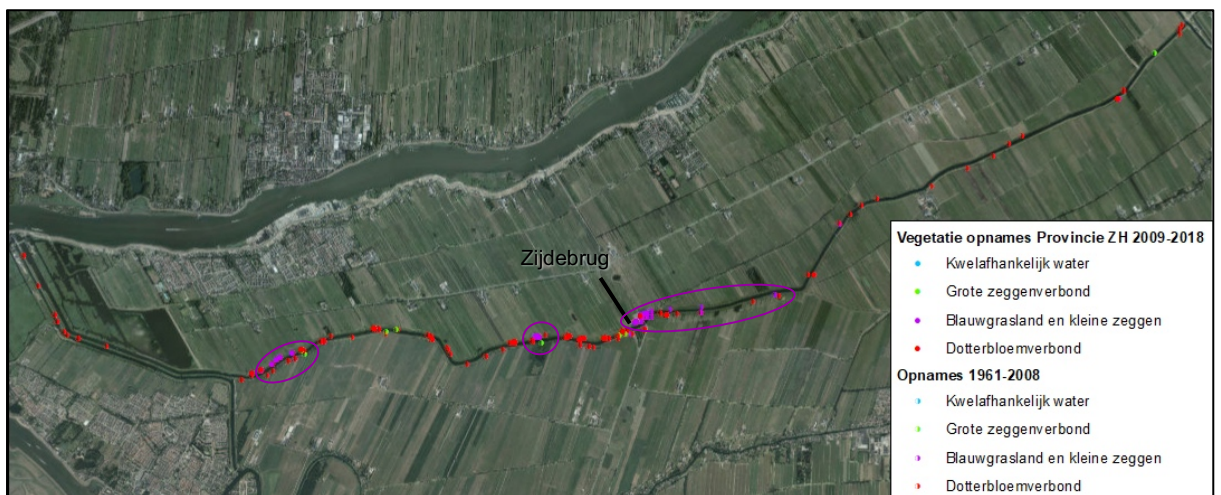 Zijdebrug
Vegetatie opnames Provincie ZH 2009-2018
Kwelafhankelijk water
Grote zeggenverbond
Blauwgrasland en kleine zeggen
Dotterbloemverbond
Opnames 1961-2008
Kwelafhankelijk water
Grote zeggenverbond
Blauwgrasland en kleine zeggen
Dotterbloemverbond